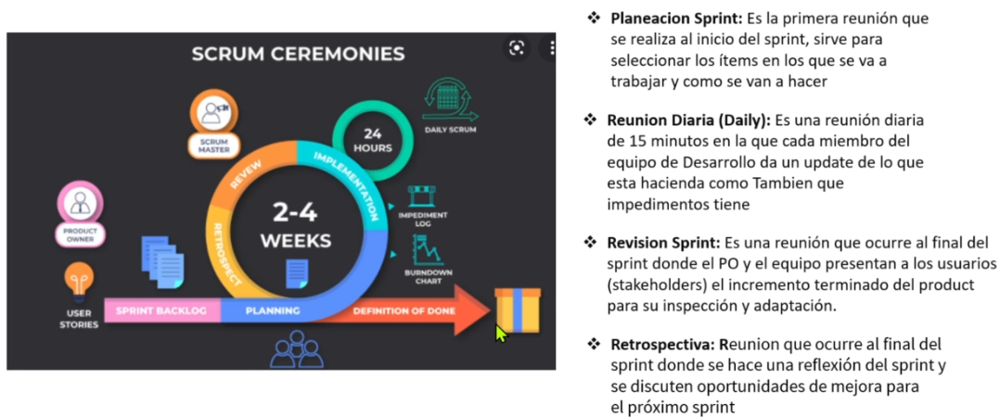 SCRUM CEREMONIES
SCRUM
MASTER
24
HOURS
DAILY SCRUM
REVEW
IMPLEMENTATION
PRODUCT
OWNER
2-4
WEEKS
RETROSPECT
IMPEDIMENT
LOG
BURNDOWN
CHART
USER
STORIES
SPRINT BACKLOG
PLANNING
DEFINITION OF DONE
❖ Planeacion Sprint: Es la primera reunión que
se realiza al inicio del sprint, sirve para
seleccionar los ítems en los que se va a
trabajar y como se van a hacer
❖ Reunion Diaria (Daily): Es una reunión diaria
de 15 minutos en la que cada miembro del
equipo de Desarrollo da un update de lo que
esta hacienda como Tambien que
impedimentos tiene
❖ Revision Sprint: Es una reunión que ocurre al final del
sprint donde el PO y el equipo presentan a los usuarios
(stakeholders) el incremento terminado del product
para su inspección y adaptación.
❖ Retrospectiva: Reunion que ocurre al final del
sprint donde se hace una reflexión del sprint y
se discuten oportunidades de mejora para
el próximo sprint